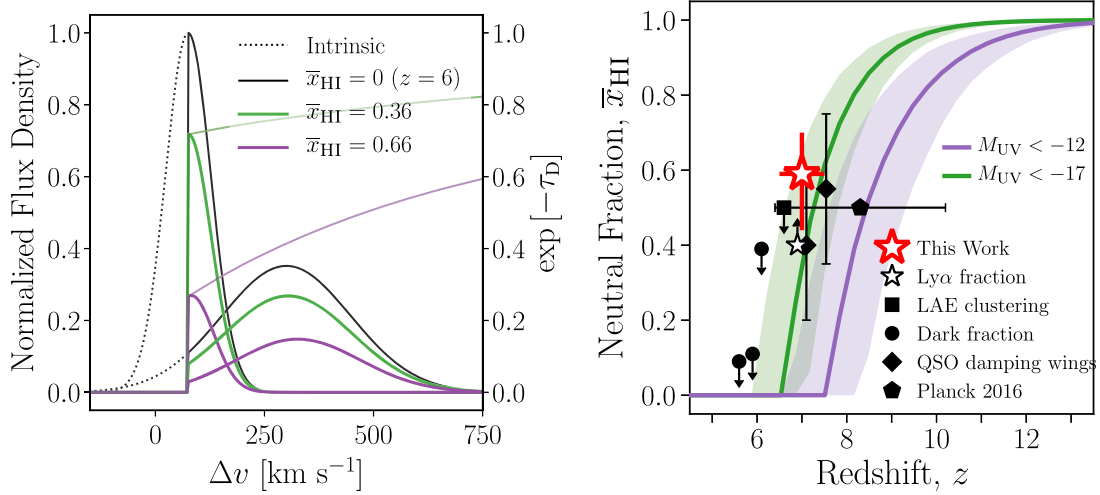 Normalized Flux Density
1.0
0.8
0.6
0.4
0.2
0.0
Intrinsic
x̅HI = 0 (z = 6)
x̅HI = 0.36
x̅HI = 0.66
1.0
0.8
0.6
0.4
0.2
0.0
exp [−τD]
0 250 500 750
Δv [km s⁻¹]
Neutral Fraction, x̅HI
1.0
0.8
0.6
0.4
0.2
0.0
MUV < −12
MUV < −17
This Work
Lyα fraction
LAE clustering
Dark fraction
QSO damping wings
Planck 2016
6 8 10 12
Redshift, z